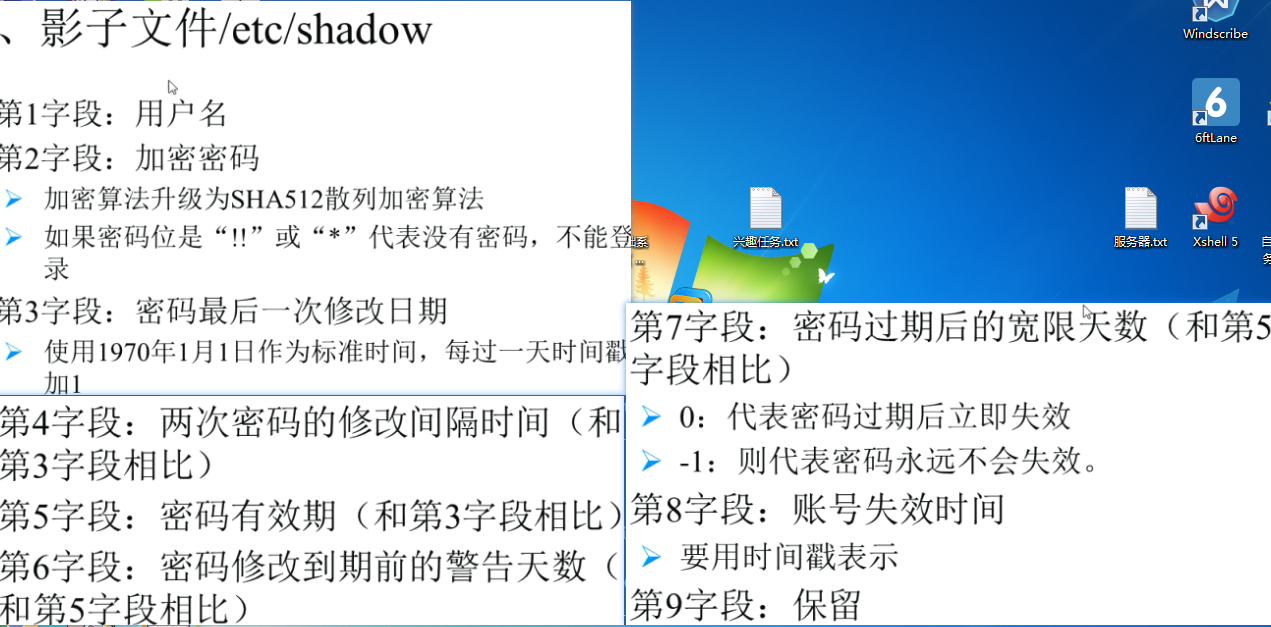 、影子文件/etc/shadow
第1字段：用户名
第2字段：加密密码
加密算法升级为SHA512散列加密算法
如果密码位是“!!”或“*”代表没有密码，不能登
录
第3字段：密码最后一次修改日期
使用1970年1月1日作为标准时间，每过一天时间戳
加1
第4字段：两次密码的修改间隔时间（和
第3字段相比）
第5字段：密码有效期（和第3字段相比）
第6字段：密码修改到期前的警告天数（
和第5字段相比）
Windscribe
6
6ftLane
兴趣任务.txt
服务器.txt
Xshell 5
第7字段：密码过期后的宽限天数（和第5
字段相比）
0：代表密码过期后立即失效
-1：则代表密码永远不会失效。
第8字段：账号失效时间
要用时间戳表示
第9字段：保留